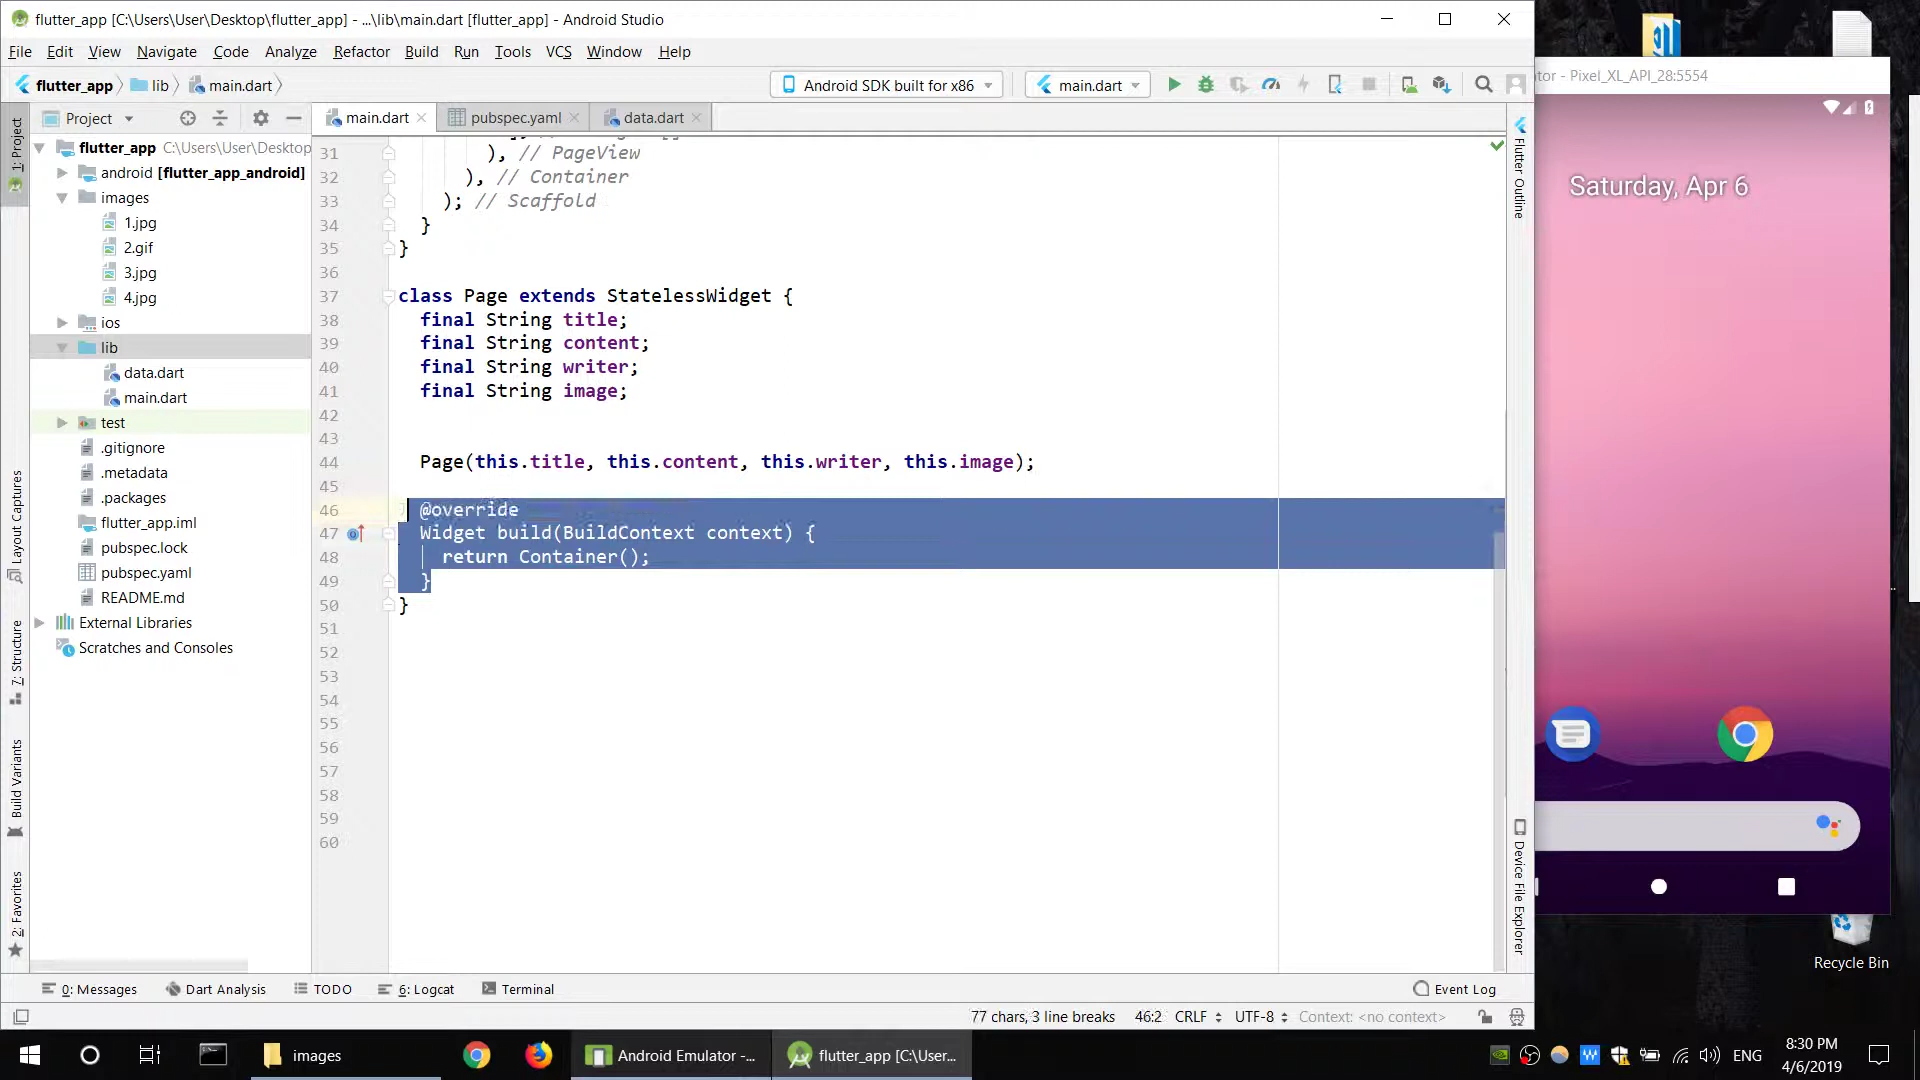 flutter_app [C:\Users\User\Desktop\flutter_app] - ...\lib\main.dart [flutter_app] - Android Studio
File Edit View Navigate Code Analyze Refactor Build Run Tools VCS Window Help
flutter_app lib main.dart
Android SDK built for x86
main.dart
Project
main.dart
pubspec.yaml
data.dart
1: Project
Layout Captures
7: Structure
Build Variants
2: Favorites
flutter_app C:\Users\User\Desktop
android [flutter_app_android]
images
1.jpg
2.gif
3.jpg
4.jpg
ios
lib
data.dart
main.dart
test
.gitignore
.metadata
.packages
flutter_app.iml
pubspec.lock
pubspec.yaml
README.md
External Libraries
Scratches and Consoles
31 ), // PageView
32 ), // Container
33 ); // Scaffold
34 }
35 }
36
37 class Page extends StatelessWidget {
38 final String title;
39 final String content;
40 final String writer;
41 final String image;
42
43
44 Page(this.title, this.content, this.writer, this.image);
45
46 @override
47 Widget build(BuildContext context) {
48 return Container();
49 }
50 }
51
52
53
54
55
56
57
58
59
60
Flutter Outline
Device File Explorer
0: Messages
Dart Analysis
TODO
6: Logcat
Terminal
Event Log
77 chars, 3 line breaks 46:2 CRLF UTF-8 Context: <no context>
tor - Pixel_XL_API_28:5554
Saturday, Apr 6
Recycle Bin
images
Android Emulator -...
flutter_app [C:\User...
ENG
8:30 PM
4/6/2019